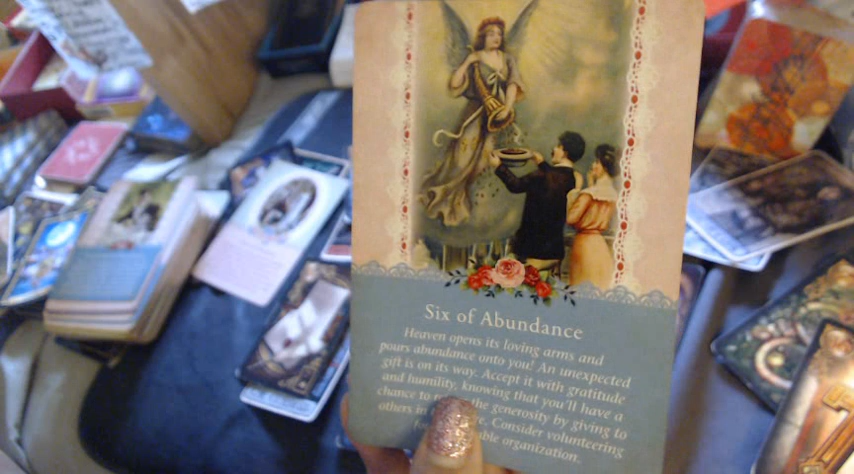 Six of Abundance
Heaven opens its loving arms and
pours abundance onto you! An unexpected
gift is on its way. Accept it with gratitude
and humility, knowing that you'll have a
chance to the generosity by giving to
others in Consider volunteering
organization.